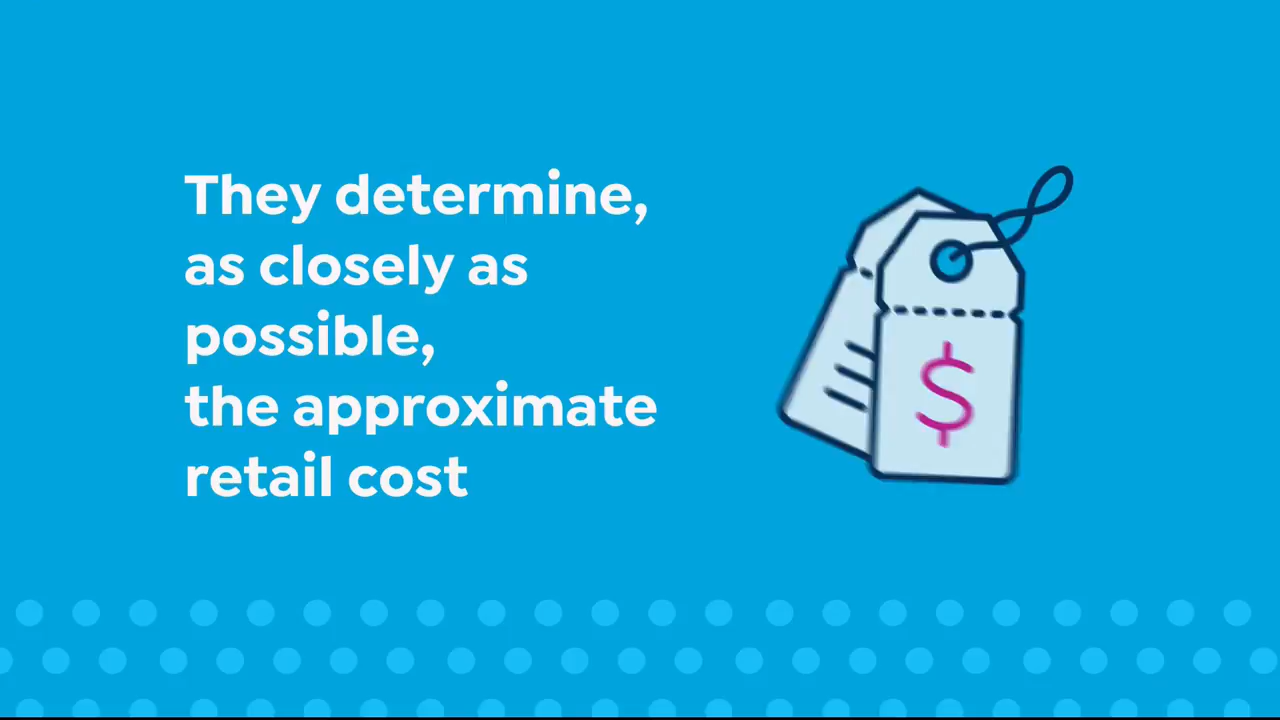 They determine,
as closely as
possible,
the approximate
retail cost
$